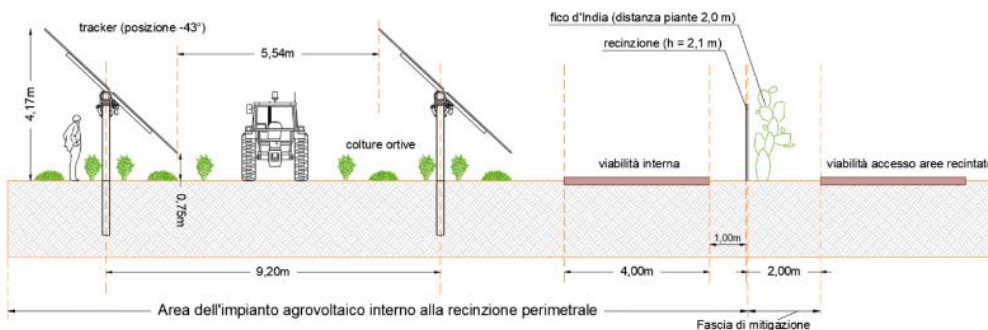 fico d'India (distanza piante 2,0 m)
tracker (posizione -43°)
recinzione (h = 2,1 m)
5,54m
4,17m
colture ortive
viabilità interna
viabilità accesso aree recintate
0,75m
1,00m
9,20m
4,00m
2,00m
Area dell'impianto agrovoltaico interno alla recinzione perimetrale
Fascia di mitigazione